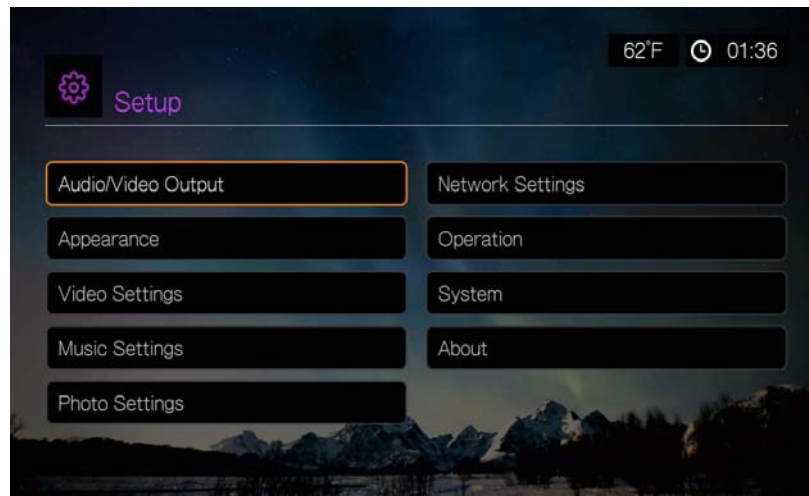 62°F 01:36
Setup
Audio/Video Output
Appearance
Video Settings
Music Settings
Photo Settings
Network Settings
Operation
System
About